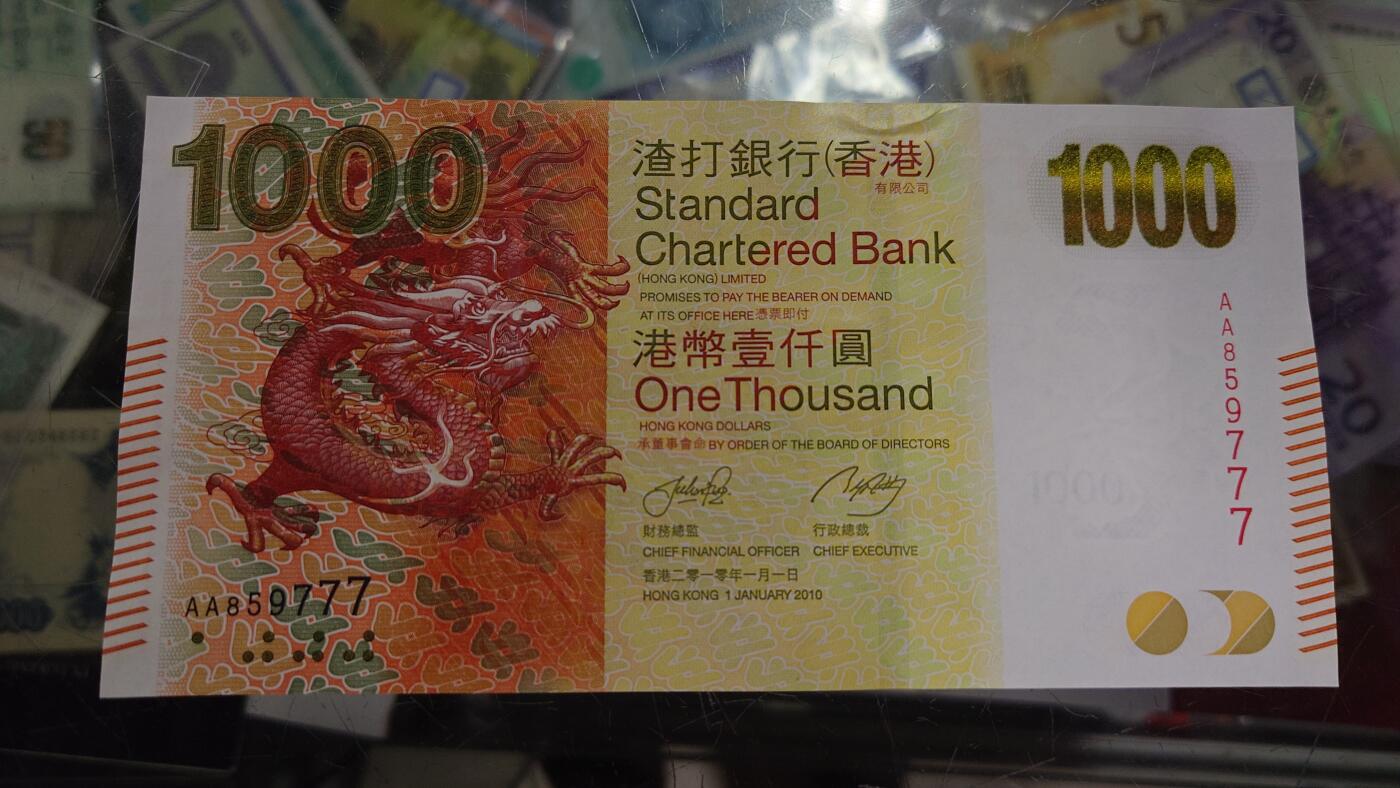 1000
渣打銀行(香港)
有限公司
Standard
Chartered Bank
(HONG KONG) LIMITED
PROMISES TO PAY THE BEARER ON DEMAND
AT ITS OFFICE HERE 憑票即付
港幣壹仟圓
One Thousand
HONG KONG DOLLARS
承董事會命 BY ORDER OF THE BOARD OF DIRECTORS
財務總監
CHIEF FINANCIAL OFFICER
行政總裁
CHIEF EXECUTIVE
香港二零一零年一月一日
HONG KONG 1 JANUARY 2010
AA859777
1000
AA859777
5
20
20